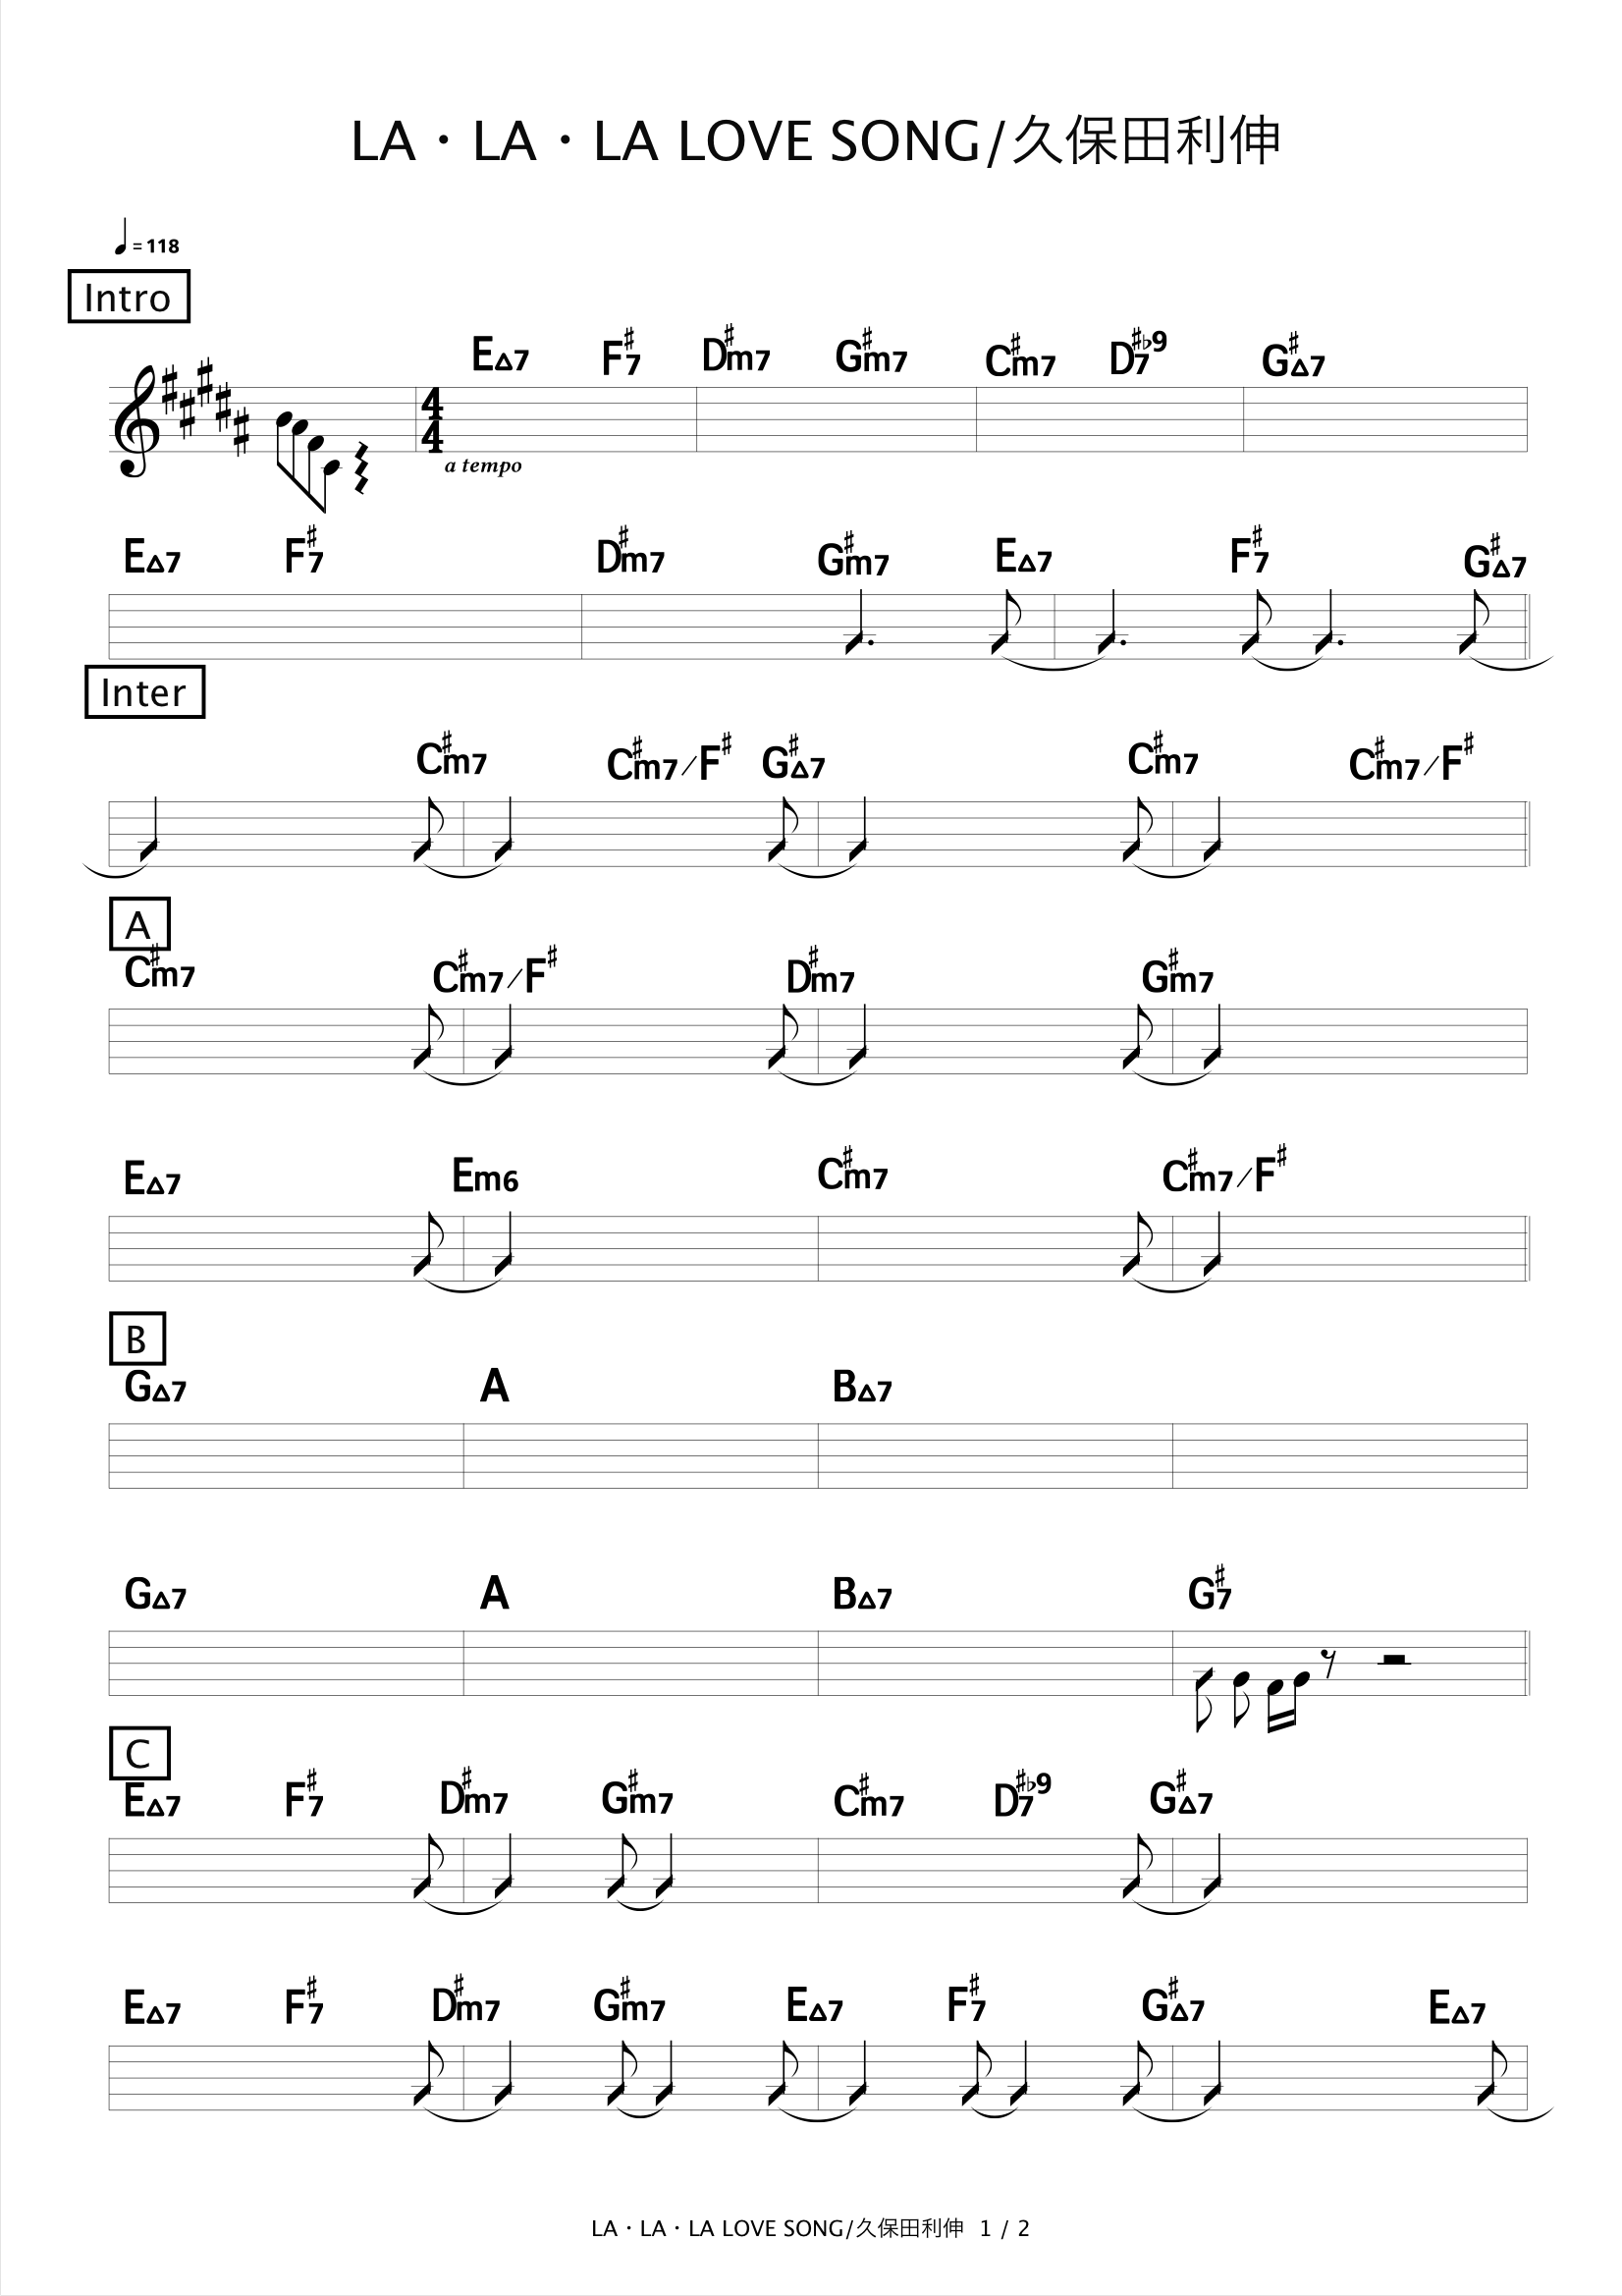 LA・LA・LA LOVE SONG/久保田利伸
♩= 118
Intro
E△7 F#7 D#m7 G#m7 C#m7 D#7♭9 G#△7
4/4
a tempo
E△7 F#7 D#m7 G#m7 E△7 F#7 G#△7
Inter
C#m7 C#m7/F# G#△7 C#m7 C#m7/F#
A
C#m7 C#m7/F# D#m7 G#m7
E△7 Em6 C#m7 C#m7/F#
B
G△7 A B△7
G△7 A B△7 G#7
C
E△7 F#7 D#m7 G#m7 C#m7 D#7♭9 G#△7
E△7 F#7 D#m7 G#m7 E△7 F#7 G#△7 E△7
LA・LA・LA LOVE SONG/久保田利伸 1 / 2